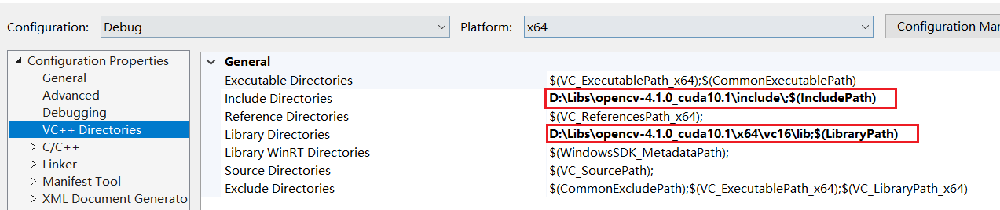 Configuration: Debug Platform: x64 Configuration Man
Configuration Properties
General
Advanced
Debugging
VC++ Directories
C/C++
Linker
Manifest Tool
XML Document Generato
General
Executable Directories $(VC_ExecutablePath_x64);$(CommonExecutablePath)
Include Directories D:\Libs\opencv-4.1.0_cuda10.1\include\;$(IncludePath)
Reference Directories $(VC_ReferencesPath_x64);
Library Directories D:\Libs\opencv-4.1.0_cuda10.1\x64\vc16\lib;$(LibraryPath)
Library WinRT Directories $(WindowsSDK_MetadataPath);
Source Directories $(VC_SourcePath);
Exclude Directories $(CommonExcludePath);$(VC_ExecutablePath_x64);$(VC_LibraryPath_x64)